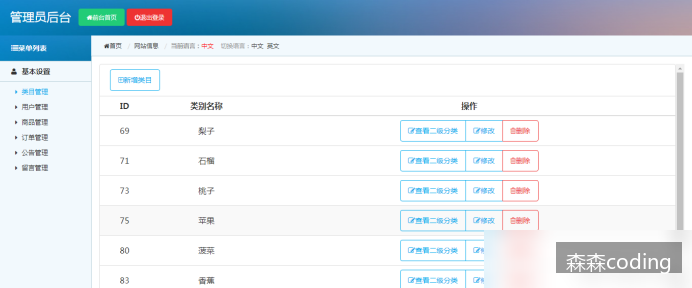 管理员后台 前台首页 退出登录
菜单列表 首页 / 网站信息 / 当前语言：中文 切换语言：中文 英文
基本设置
类目管理
用户管理
商品管理
订单管理
公告管理
留言管理
新增类目
ID 类别名称 操作
69 梨子 查看二级分类 修改 删除
71 石榴 查看二级分类 修改 删除
73 桃子 查看二级分类 修改 删除
75 苹果 查看二级分类 修改 删除
80 菠菜 查看二级分类
83 香蕉 查看二级分类
森森coding